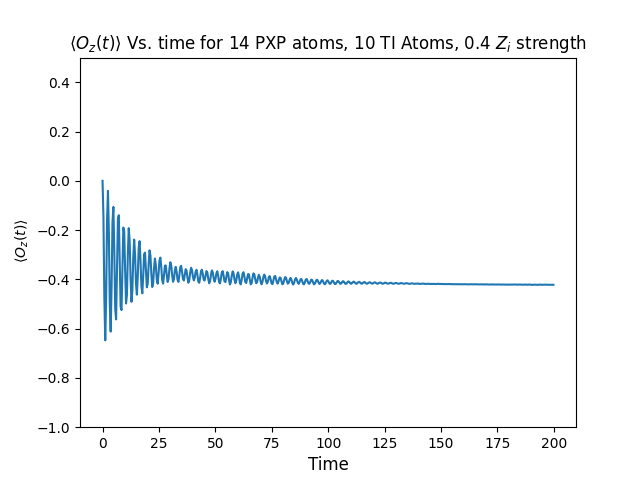 ⟨O_z(t)⟩ Vs. time for 14 PXP atoms, 10 TI Atoms, 0.4 Z_i strength
0.4
0.2
0.0
−0.2
−0.4
−0.6
−0.8
−1.0
⟨O_z(t)⟩
0 25 50 75 100 125 150 175 200
Time